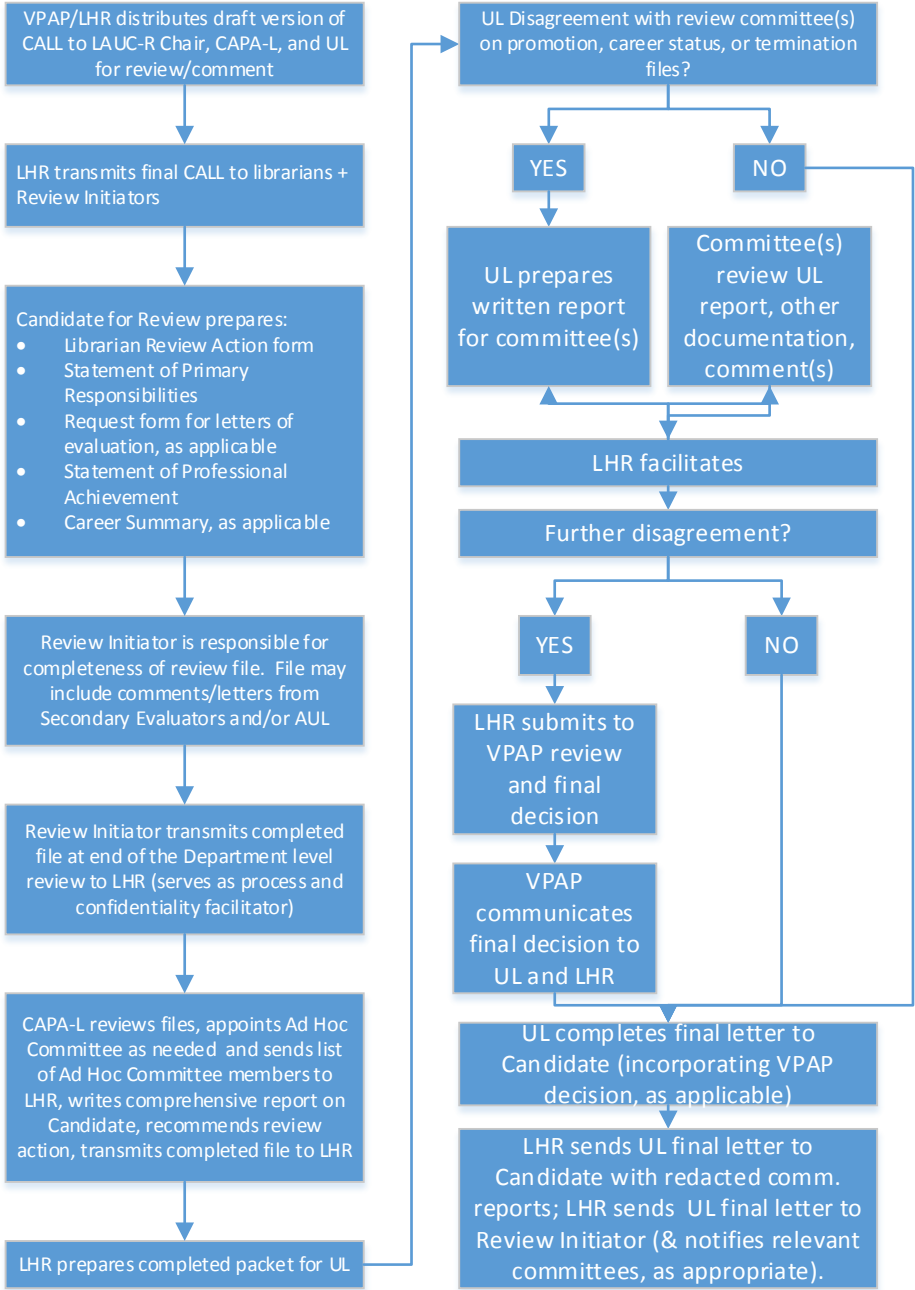 VPAP/LHR distributes draft version of
CALL to LAUC-R Chair, CAPA-L, and UL
for review/comment
LHR transmits final CALL to librarians +
Review Initiators
Candidate for Review prepares:
• Librarian Review Action form
• Statement of Primary
Responsibilities
• Request form for letters of
evaluation, as applicable
• Statement of Professional
Achievement
• Career Summary, as applicable
Review Initiator is responsible for
completeness of review file. File may
include comments/letters from
Secondary Evaluators and/or AUL
Review Initiator transmits completed
file at end of the Department level
review to LHR (serves as process and
confidentiality facilitator)
CAPA-L reviews files, appoints Ad Hoc
Committee as needed and sends list
of Ad Hoc Committee members to
LHR, writes comprehensive report on
Candidate, recommends review
action, transmits completed file to LHR
LHR prepares completed packet for UL
UL Disagreement with review committee(s)
on promotion, career status, or termination
files?
YES
NO
UL prepares
written report
for committee(s)
Committee(s)
review UL
report, other
documentation,
comment(s)
LHR facilitates
Further disagreement?
YES
NO
LHR submits to
VPAP review
and final
decision
VPAP
communicates
final decision to
UL and LHR
UL completes final letter to
Candidate (incorporating VPAP
decision, as applicable)
LHR sends UL final letter to
Candidate with redacted comm.
reports; LHR sends UL final letter to
Review Initiator (& notifies relevant
committees, as appropriate).